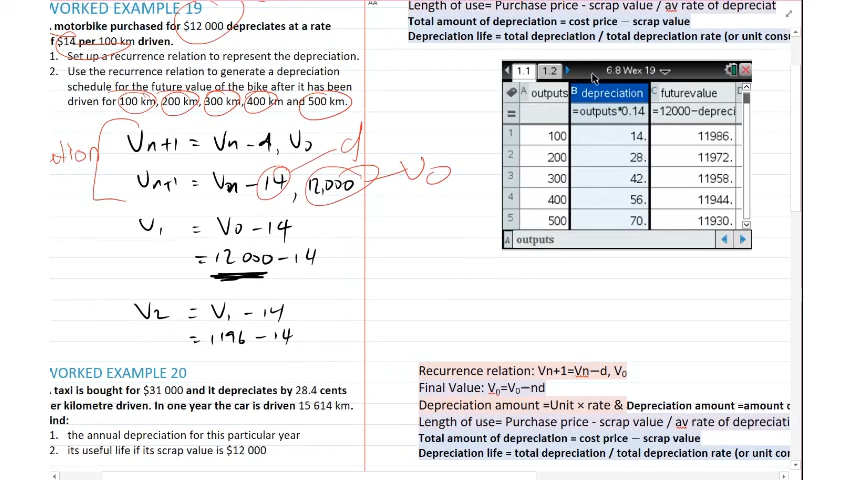 WORKED EXAMPLE 19
motorbike purchased for $12 000 depreciates at a rate
f $14 per 100 km driven.
1. Set up a recurrence relation to represent the depreciation.
2. Use the recurrence relation to generate a depreciation
schedule for the future value of the bike after it has been
driven for 100 km, 200 km, 300 km, 400 km and 500 km.
Vn+1 = Vn - d, V0
d
Vn+1 = Vn - 14, 12,000
V0
V1 = V0 - 14
= 12 000 - 14
V2 = V1 - 14
= 1196 - 14
WORKED EXAMPLE 20
taxi is bought for $31 000 and it depreciates by 28.4 cents
er kilometre driven. In one year the car is driven 15 614 km.
ind:
1. the annual depreciation for this particular year
2. its useful life if its scrap value is $12 000
Length of use= Purchase price - scrap value / av rate of depreciat
Total amount of depreciation = cost price − scrap value
Depreciation life = total depreciation / total depreciation rate (or unit cons
1.1 1.2 6.8 Wex 19
A outputs B depreciation C futurevalue D
= =outputs*0.14 =12000-depreci
1 100 14. 11986.
2 200 28. 11972.
3 300 42. 11958.
4 400 56. 11944.
5 500 70. 11930.
A outputs
Recurrence relation: Vn+1=Vn−d, V0
Final Value: Vn=V0−nd
Depreciation amount =Unit × rate & Depreciation amount =amount o
Length of use= Purchase price - scrap value / av rate of depreciati
Total amount of depreciation = cost price − scrap value
Depreciation life = total depreciation / total depreciation rate (or unit con